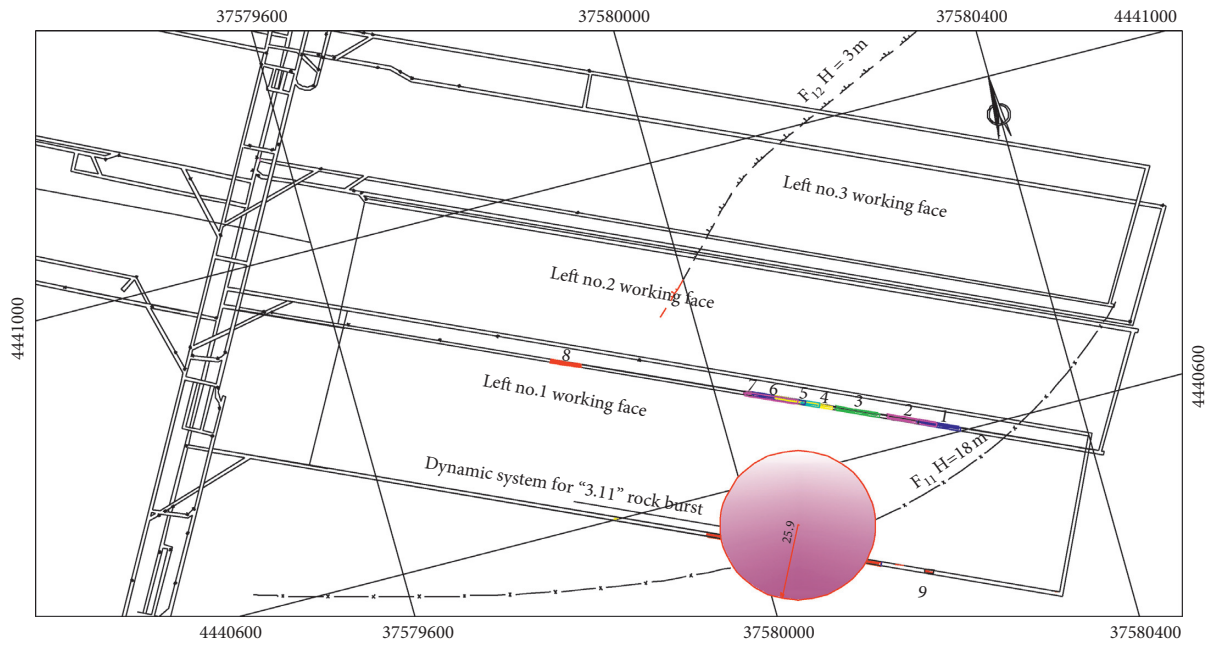 37579600 37580000 37580400 4441000
F12 H = 3m
Left no.3 working face
Left no.2 working face
4441000
4440600
8
7 6 5 4 3 2 1
Left no.1 working face
F11 H=18m
Dynamic system for “3.11” rock burst
25.9
9
4440600 37579600 37580000 37580400